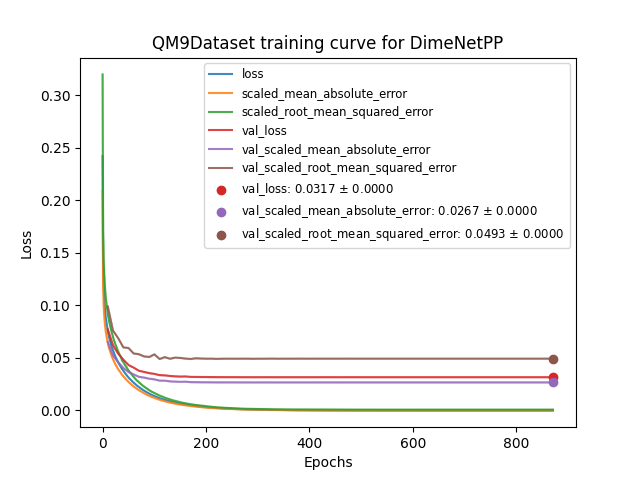 QM9Dataset training curve for DimeNetPP
loss
scaled_mean_absolute_error
scaled_root_mean_squared_error
val_loss
val_scaled_mean_absolute_error
val_scaled_root_mean_squared_error
val_loss: 0.0317 ± 0.0000
val_scaled_mean_absolute_error: 0.0267 ± 0.0000
val_scaled_root_mean_squared_error: 0.0493 ± 0.0000
Loss
0.30
0.25
0.20
0.15
0.10
0.05
0.00
0 200 400 600 800
Epochs